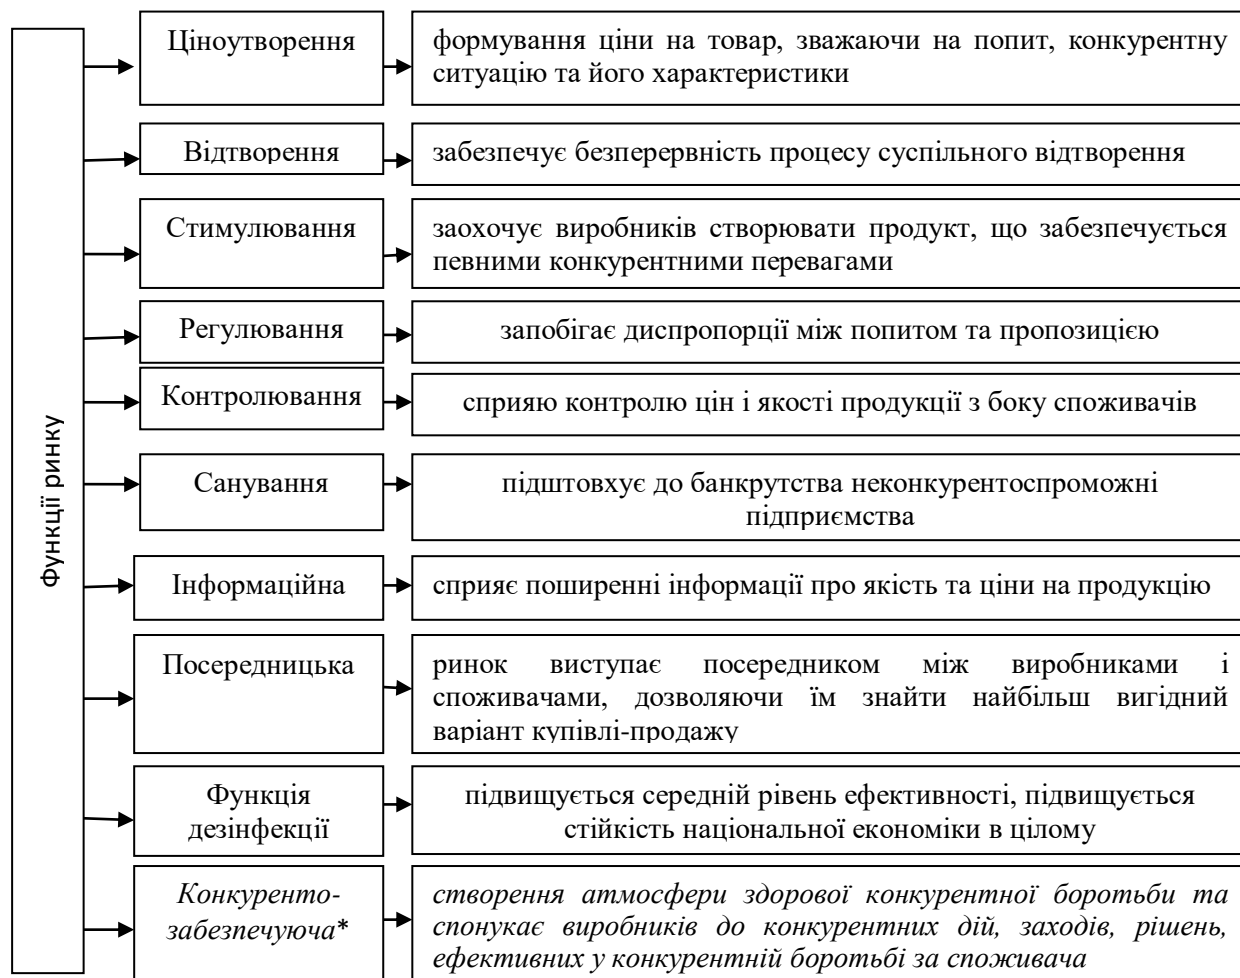 Функції ринку
Ціноутворення
формування ціни на товар, зважаючи на попит, конкурентну
ситуацію та його характеристики
Відтворення
забезпечує безперервність процесу суспільного відтворення
Стимулювання
заохочує виробників створювати продукт, що забезпечується
певними конкурентними перевагами
Регулювання
запобігає диспропорції між попитом та пропозицією
Контролювання
сприяю контролю цін і якості продукції з боку споживачів
Санування
підштовхує до банкрутства неконкурентоспроможні
підприємства
Інформаційна
сприяє поширенні інформації про якість та ціни на продукцію
Посередницька
ринок виступає посередником між виробниками і
споживачами, дозволяючи їм знайти найбільш вигідний
варіант купівлі-продажу
Функція
дезінфекції
підвищується середній рівень ефективності, підвищується
стійкість національної економіки в цілому
Конкуренто-
забезпечуюча*
створення атмосфери здорової конкурентної боротьби та
спонукає виробників до конкурентних дій, заходів, рішень,
ефективних у конкурентній боротьбі за споживача